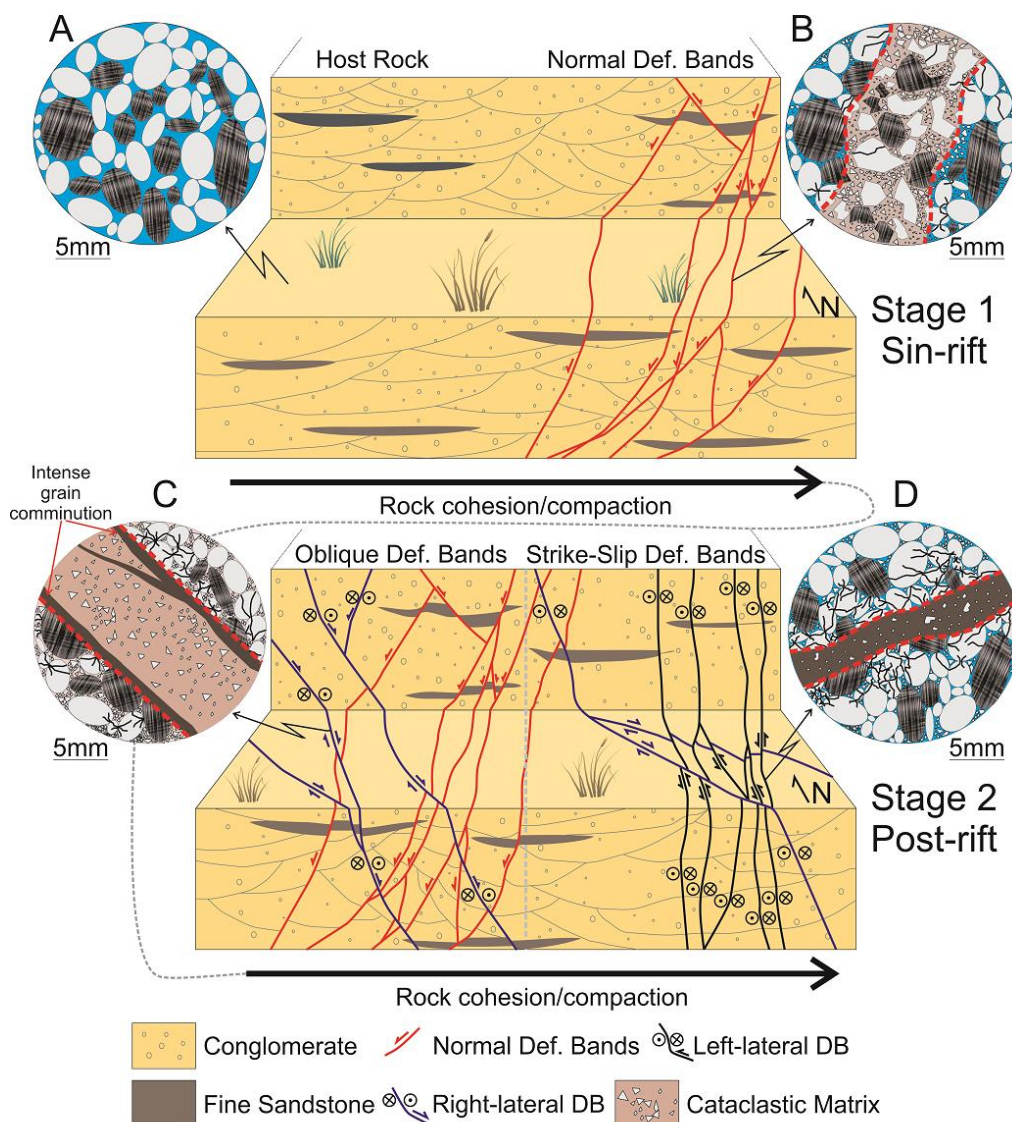 A
Host Rock
Normal Def. Bands
B
5mm
5mm
N
Stage 1
Sin-rift
Rock cohesion/compaction
Intense
grain
comminution
C
D
Oblique Def. Bands
Strike-Slip Def. Bands
5mm
5mm
N
Stage 2
Post-rift
Rock cohesion/compaction
Conglomerate
Normal Def. Bands
Left-lateral DB
Fine Sandstone
Right-lateral DB
Cataclastic Matrix